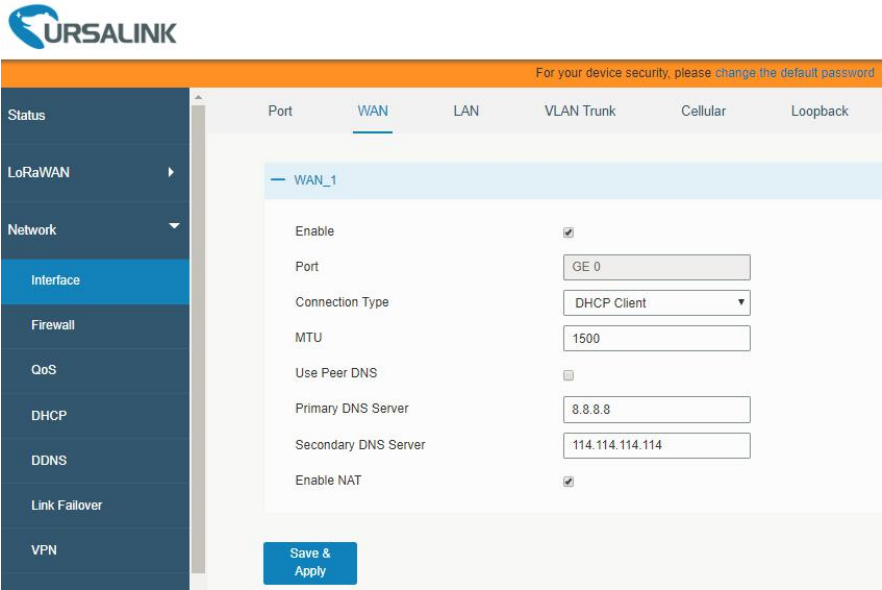 URSALINK
For your device security, please change the default password
Status
LoRaWAN
Network
Interface
Firewall
QoS
DHCP
DDNS
Link Failover
VPN
Port WAN LAN VLAN Trunk Cellular Loopback
— WAN_1
Enable
Port GE 0
Connection Type DHCP Client
MTU 1500
Use Peer DNS
Primary DNS Server 8.8.8.8
Secondary DNS Server 114.114.114.114
Enable NAT
Save &
Apply